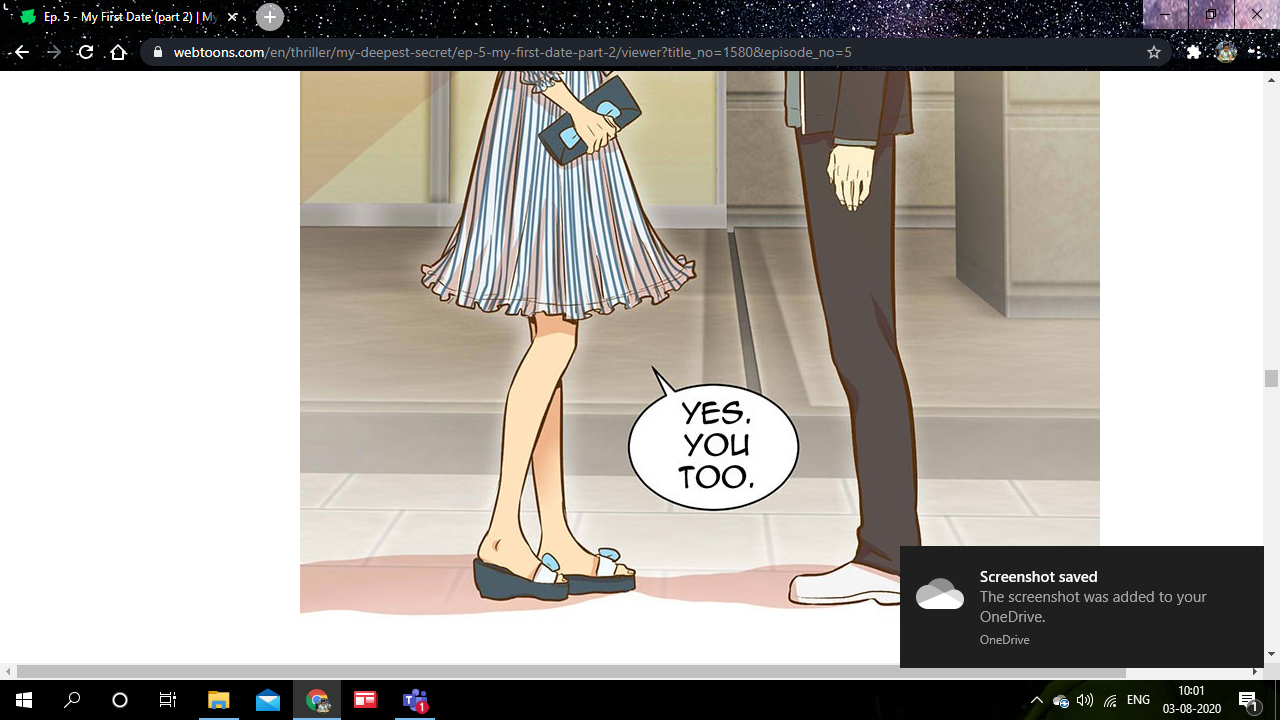 Ep. 5 - My First Date (part 2) | My
webtoons.com/en/thriller/my-deepest-secret/ep-5-my-first-date-part-2/viewer?title_no=1580&episode_no=5
YES.
YOU
TOO.
Screenshot saved
The screenshot was added to your
OneDrive.
OneDrive
1
ENG
10:01
03-08-2020
1